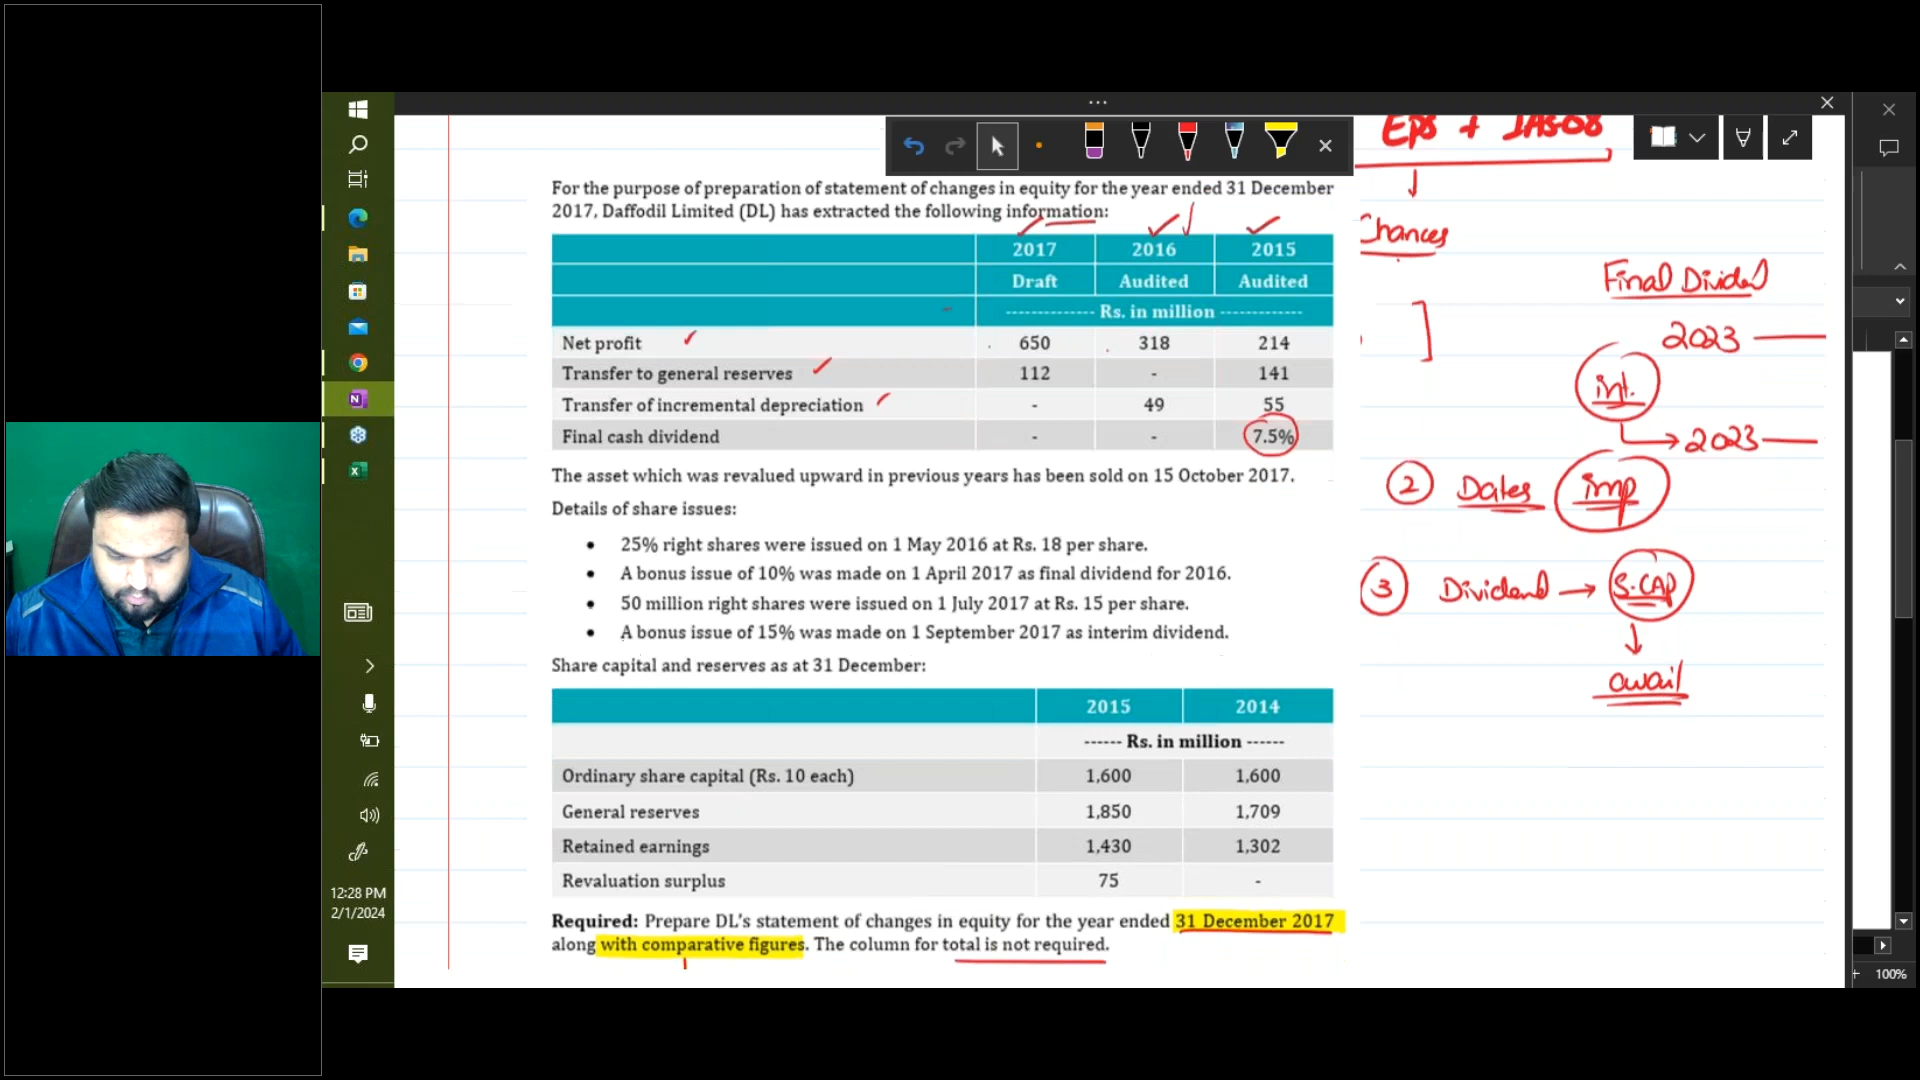 For the purpose of preparation of statement of changes in equity for the year ended 31 December
2017, Daffodil Limited (DL) has extracted the following information:
2017 2016 2015
Draft Audited Audited
------------- Rs. in million ------------
Net profit 650 318 214
Transfer to general reserves 112 - 141
Transfer of incremental depreciation - 49 55
Final cash dividend - - 7.5%
The asset which was revalued upward in previous years has been sold on 15 October 2017.
Details of share issues:
• 25% right shares were issued on 1 May 2016 at Rs. 18 per share.
• A bonus issue of 10% was made on 1 April 2017 as final dividend for 2016.
• 50 million right shares were issued on 1 July 2017 at Rs. 15 per share.
• A bonus issue of 15% was made on 1 September 2017 as interim dividend.
Share capital and reserves as at 31 December:
2015 2014
------ Rs. in million ------
Ordinary share capital (Rs. 10 each) 1,600 1,600
General reserves 1,850 1,709
Retained earnings 1,430 1,302
Revaluation surplus 75 -
Required: Prepare DL's statement of changes in equity for the year ended 31 December 2017
along with comparative figures. The column for total is not required.
Eps + IAS08
Chances
Final Dividend
2023
int.
2023
2 Dates imp
3 Dividend → S.CAP
avail
12:28 PM
2/1/2024
100%